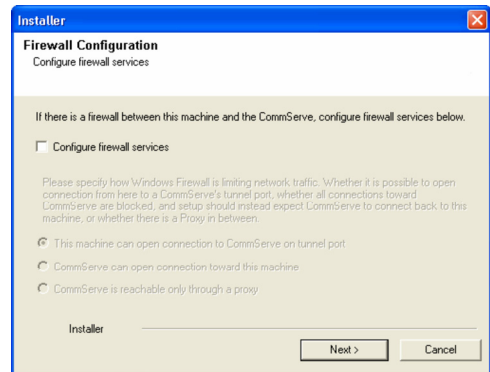 Installer
Firewall Configuration
Configure firewall services
If there is a firewall between this machine and the CommServe, configure firewall services below.
Configure firewall services
Please specify how Windows Firewall is limiting network traffic. Whether it is possible to open
connection from here to a CommServe's tunnel port, whether all connections toward
CommServe are blocked, and setup should instead expect CommServe to connect back to this
machine, or whether there is a Proxy in between.
This machine can open connection to CommServe on tunnel port
CommServe can open connection toward this machine
CommServe is reachable only through a proxy
Installer
Next >
Cancel